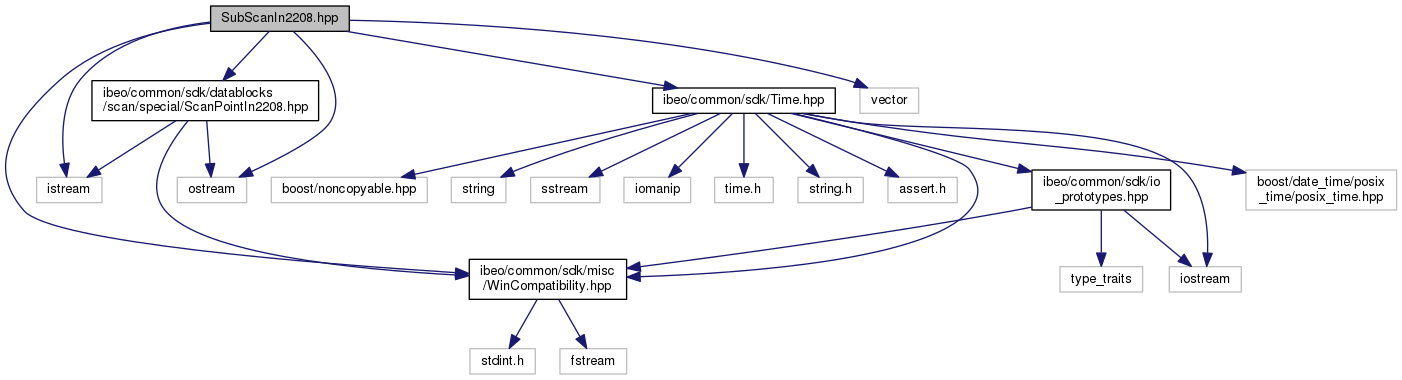 SubScanIn2208.hpp
ibeo/common/sdk/datablocks
/scan/special/ScanPointIn2208.hpp
ibeo/common/sdk/Time.hpp
vector
istream
ostream
boost/noncopyable.hpp
string
sstream
iomanip
time.h
string.h
assert.h
ibeo/common/sdk/io
_prototypes.hpp
boost/date_time/posix
_time/posix_time.hpp
ibeo/common/sdk/misc
/WinCompatibility.hpp
type_traits
iostream
stdint.h
fstream